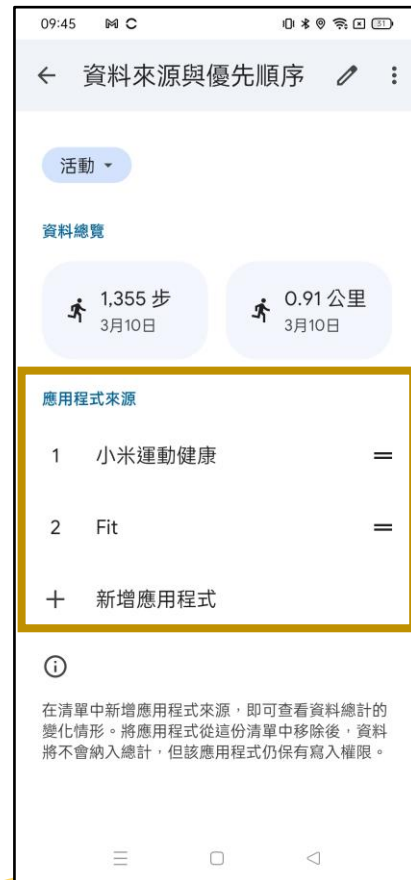 09:45
31
資料來源與優先順序
活動
資料總覽
1,355 步
3月10日
0.91 公里
3月10日
應用程式來源
1 小米運動健康
2 Fit
新增應用程式
在清單中新增應用程式來源，即可查看資料總計的
變化情形。將應用程式從這份清單中移除後，資料
將不會納入總計，但該應用程式仍保有寫入權限。